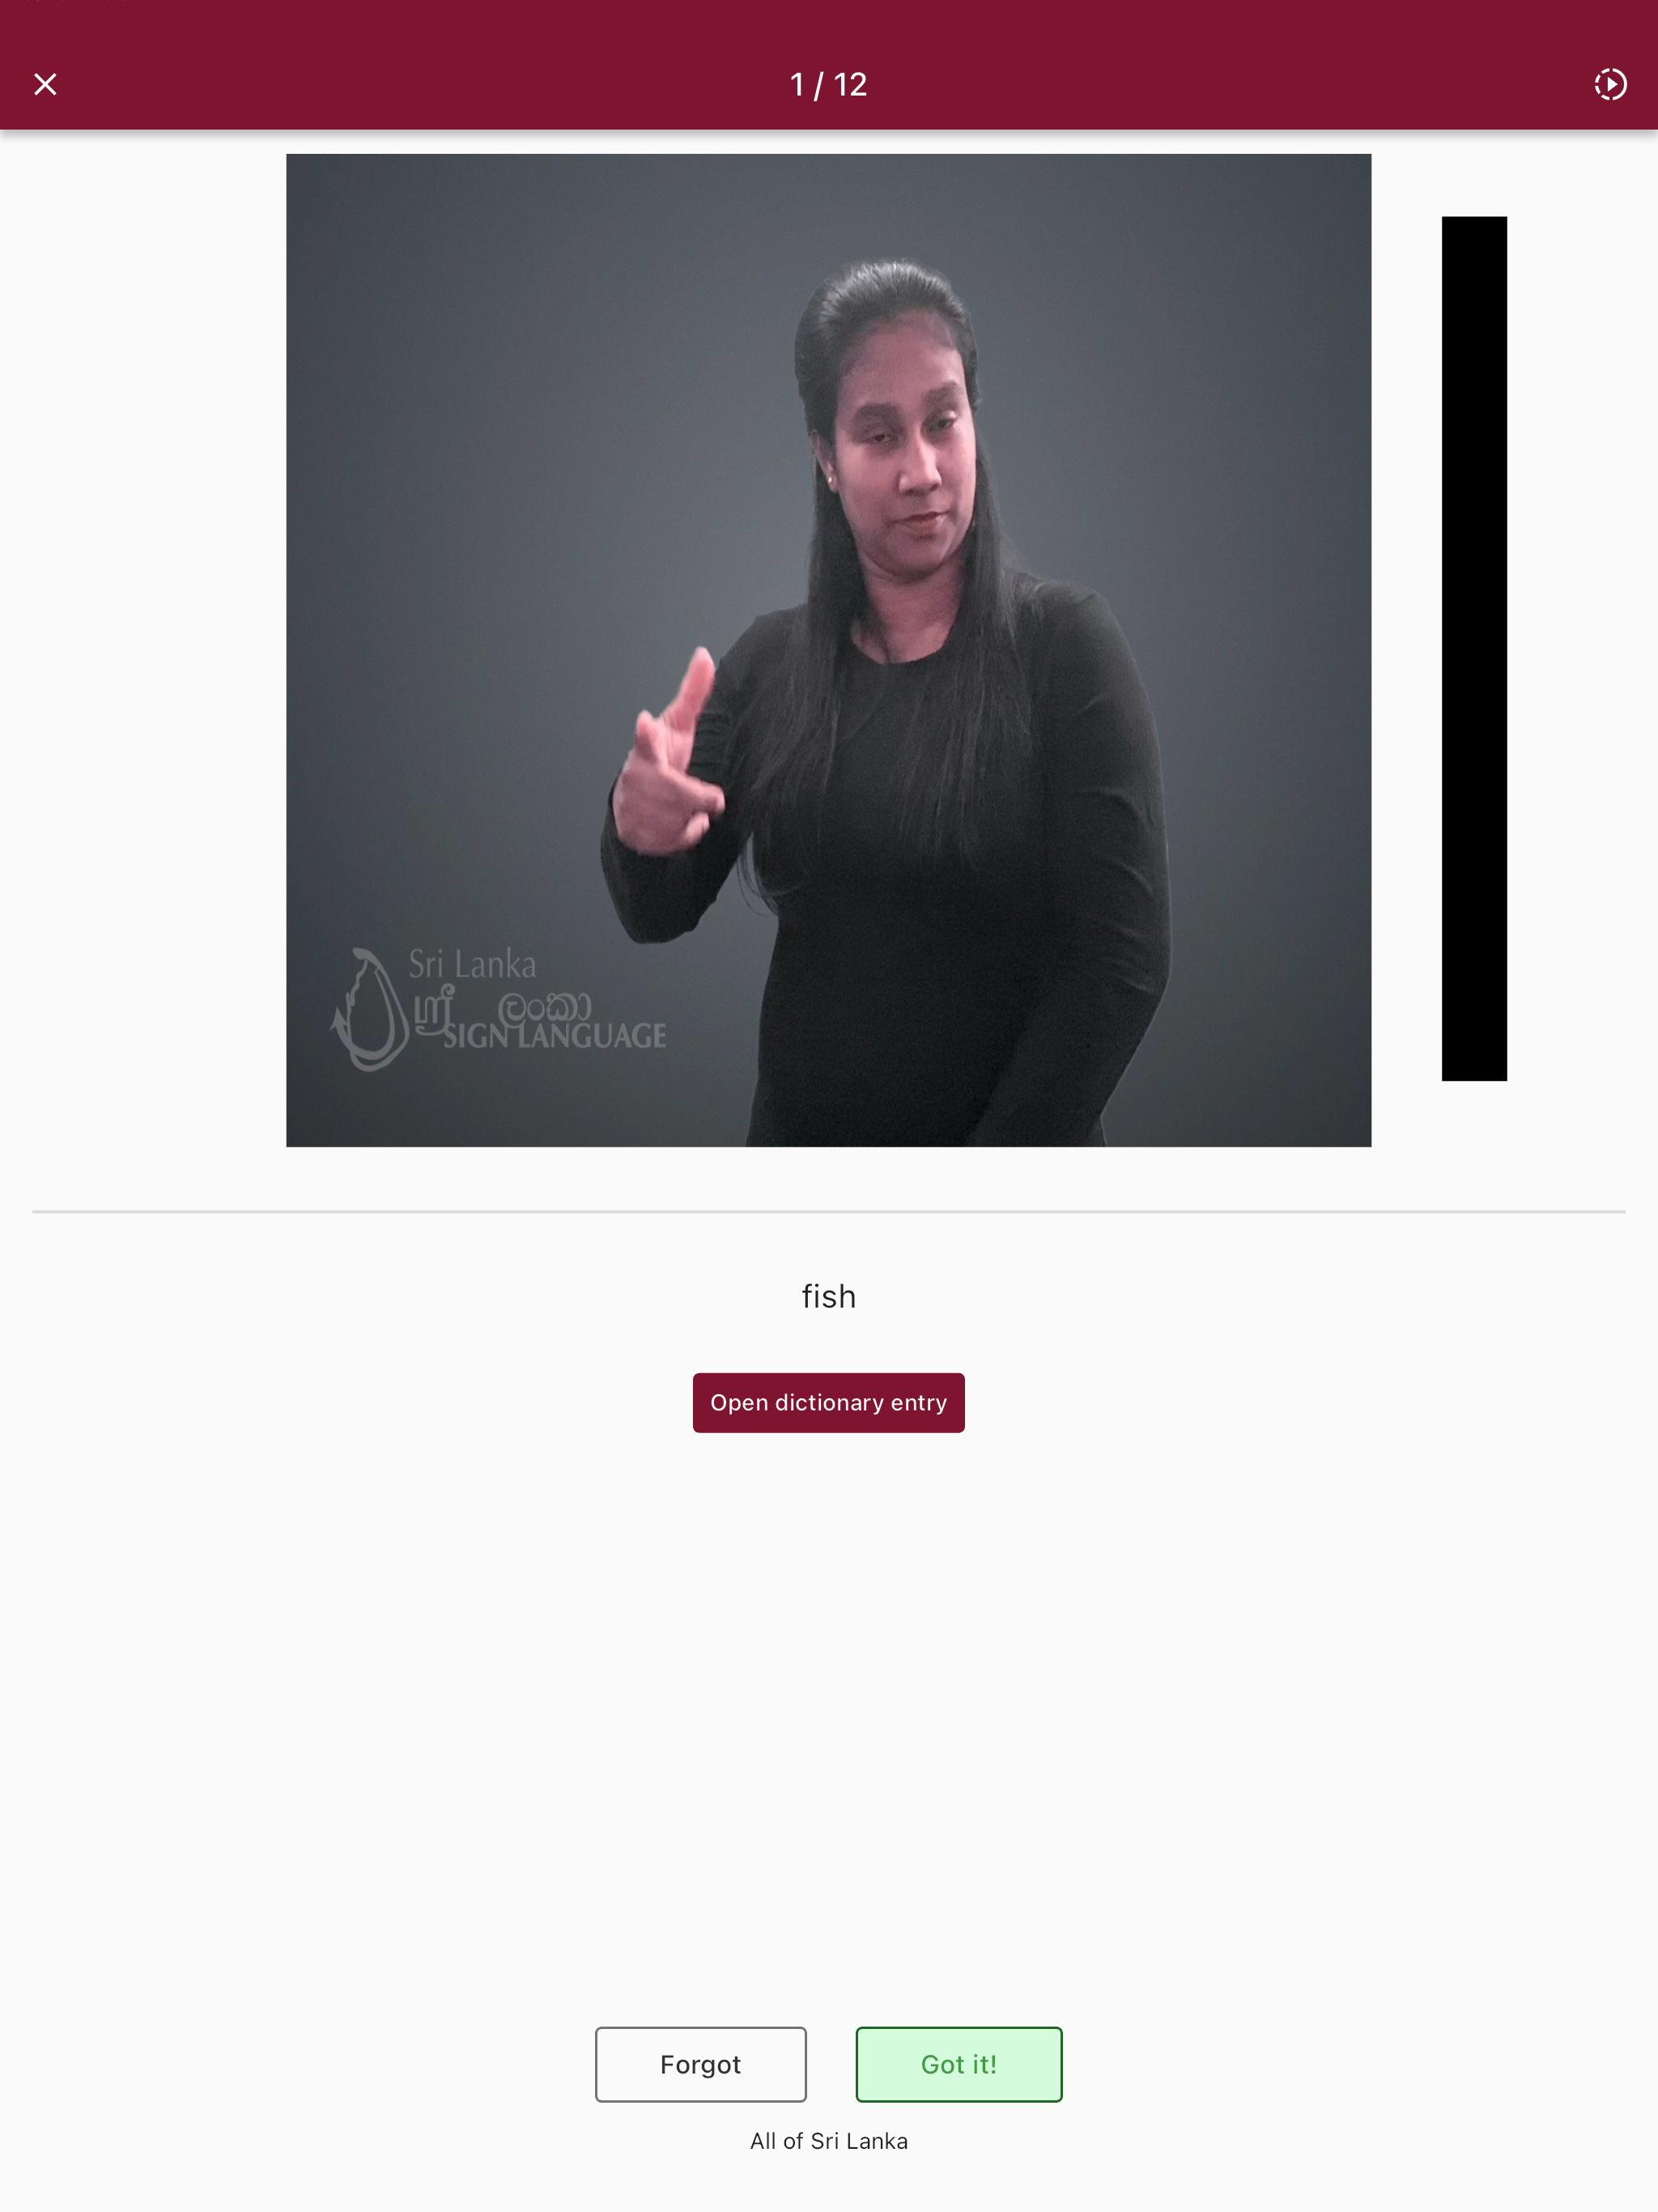 1 / 12
Sri Lanka
ශ්‍රී ලංකා
SIGN LANGUAGE
fish
Open dictionary entry
Forgot
Got it!
All of Sri Lanka